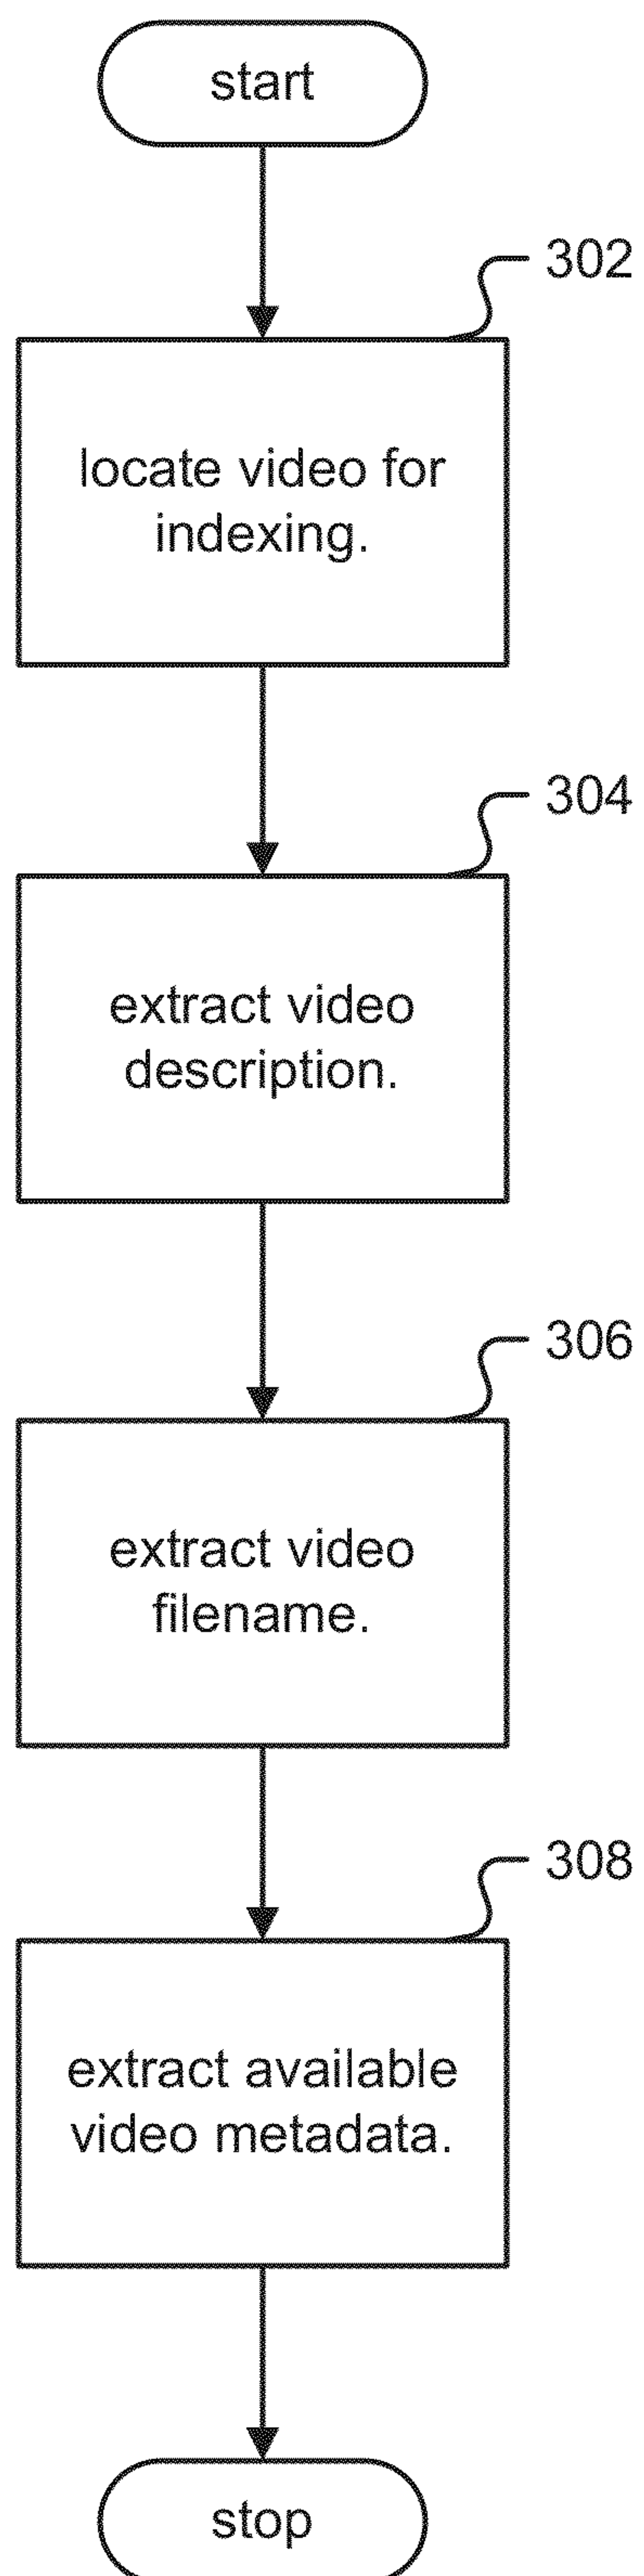 start
302
locate video for
indexing.
304
extract video
description.
306
extract video
filename.
308
extract available
video metadata.
stop